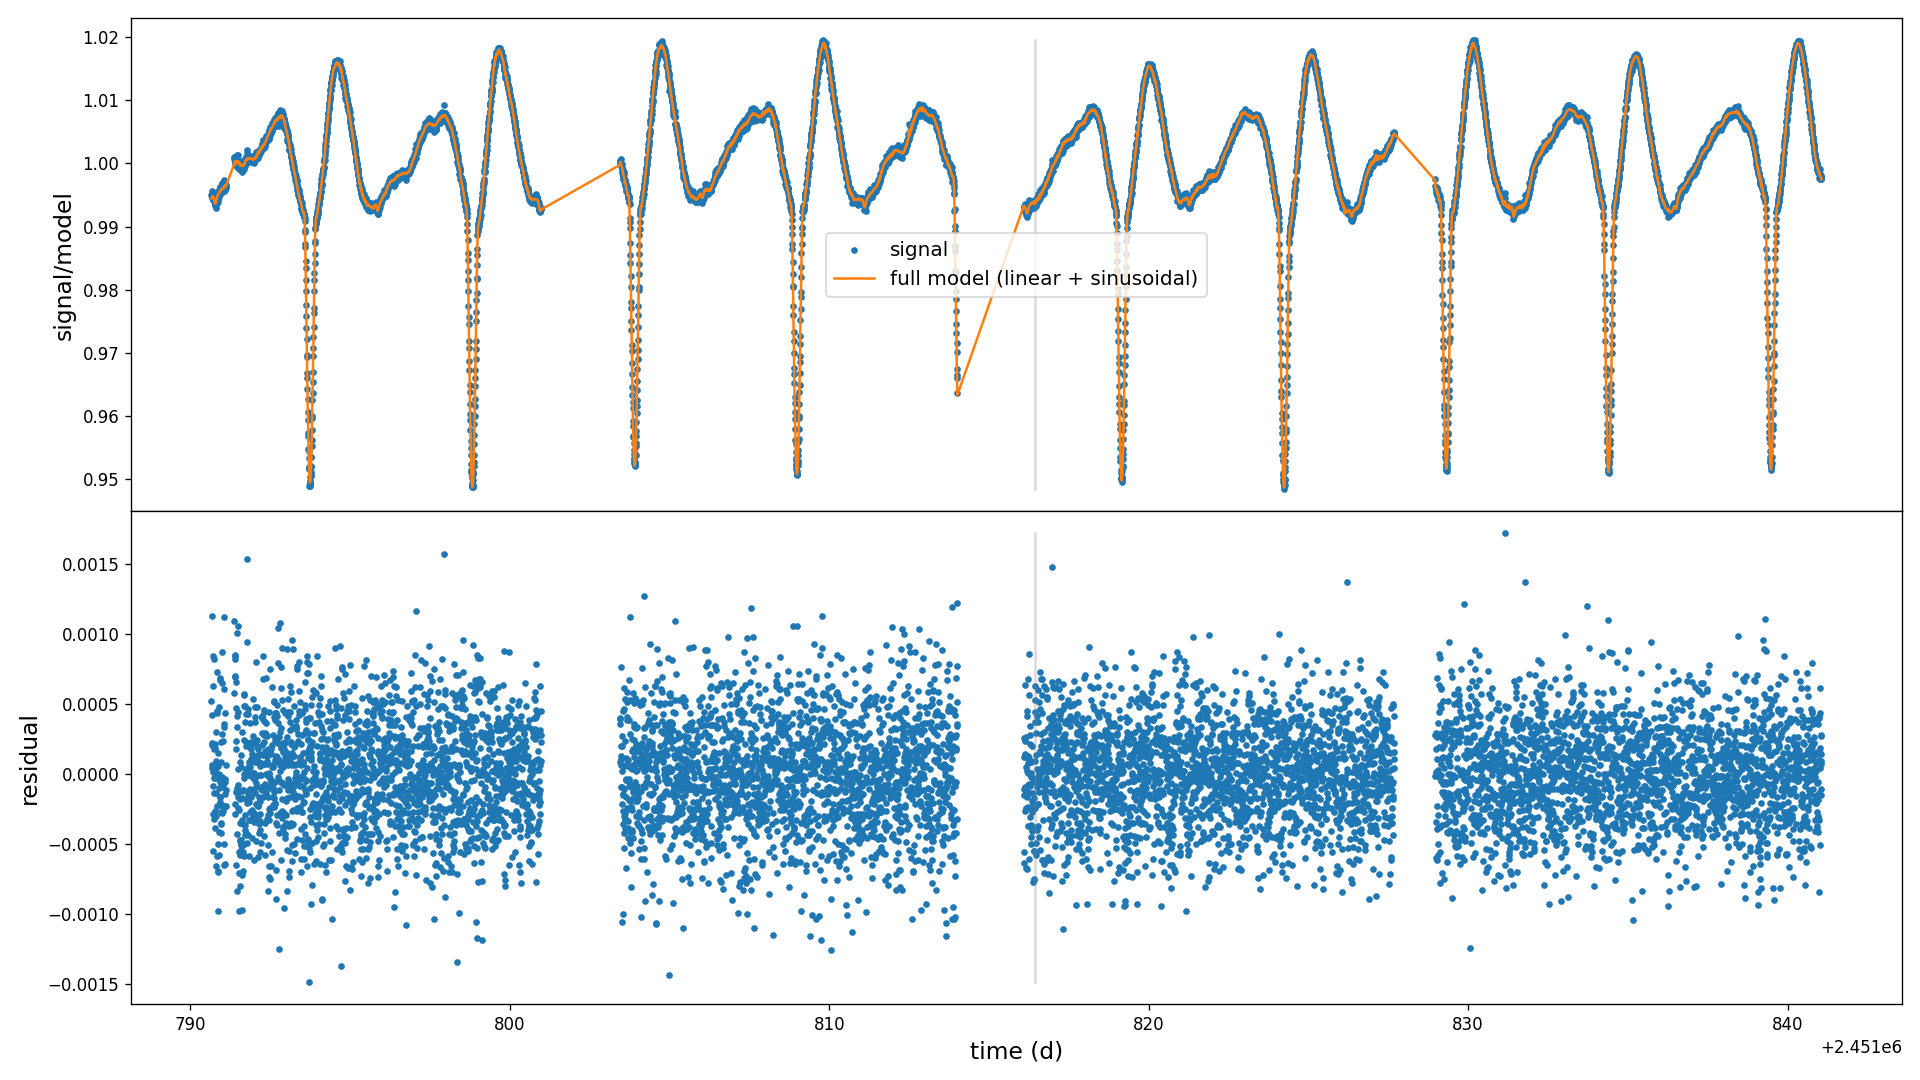 1.02
1.01
1.00
0.99
0.98
0.97
0.96
0.95
signal/model
signal
full model (linear + sinusoidal)
0.0015
0.0010
0.0005
0.0000
−0.0005
−0.0010
−0.0015
residual
790 800 810 820 830 840
time (d)
+2.451e6